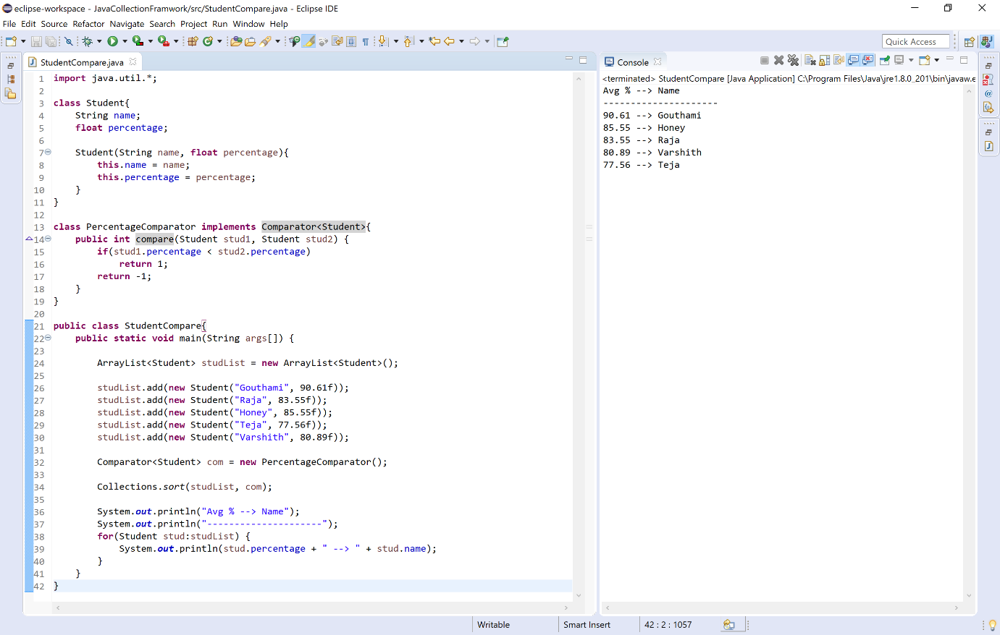 eclipse-workspace - JavaCollectionFramwork/src/StudentCompare.java - Eclipse IDE
File Edit Source Refactor Navigate Search Project Run Window Help
Quick Access
StudentCompare.java
1 import java.util.*;
2
3 class Student{
4     String name;
5     float percentage;
6
7     Student(String name, float percentage){
8         this.name = name;
9         this.percentage = percentage;
10     }
11 }
12
13 class PercentageComparator implements Comparator<Student>{
14     public int compare(Student stud1, Student stud2) {
15         if(stud1.percentage < stud2.percentage)
16             return 1;
17         return -1;
18     }
19 }
20
21 public class StudentCompare{
22     public static void main(String args[]) {
23
24         ArrayList<Student> studList = new ArrayList<Student>();
25
26         studList.add(new Student("Gouthami", 90.61f));
27         studList.add(new Student("Raja", 83.55f));
28         studList.add(new Student("Honey", 85.55f));
29         studList.add(new Student("Teja", 77.56f));
30         studList.add(new Student("Varshith", 80.89f));
31
32         Comparator<Student> com = new PercentageComparator();
33
34         Collections.sort(studList, com);
35
36         System.out.println("Avg % --> Name");
37         System.out.println("---------------------");
38         for(Student stud:studList) {
39             System.out.println(stud.percentage + " --> " + stud.name);
40         }
41     }
42 }
Console
<terminated> StudentCompare [Java Application] C:\Program Files\Java\jre1.8.0_201\bin\javaw.e
Avg % --> Name
---------------------
90.61 --> Gouthami
85.55 --> Honey
83.55 --> Raja
80.89 --> Varshith
77.56 --> Teja
Writable
Smart Insert
42 : 2 : 1057